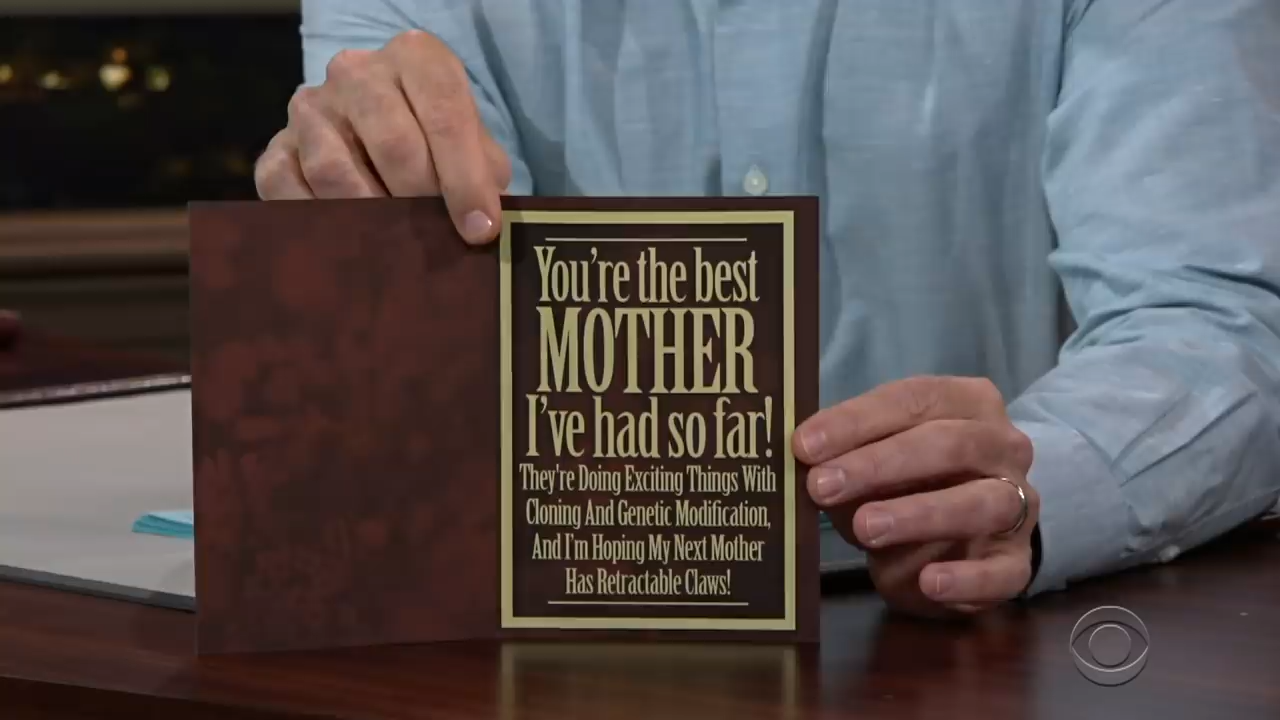 You're the best
MOTHER
I've had so far!
They're Doing Exciting Things With
Cloning And Genetic Modification,
And I'm Hoping My Next Mother
Has Retractable Claws!